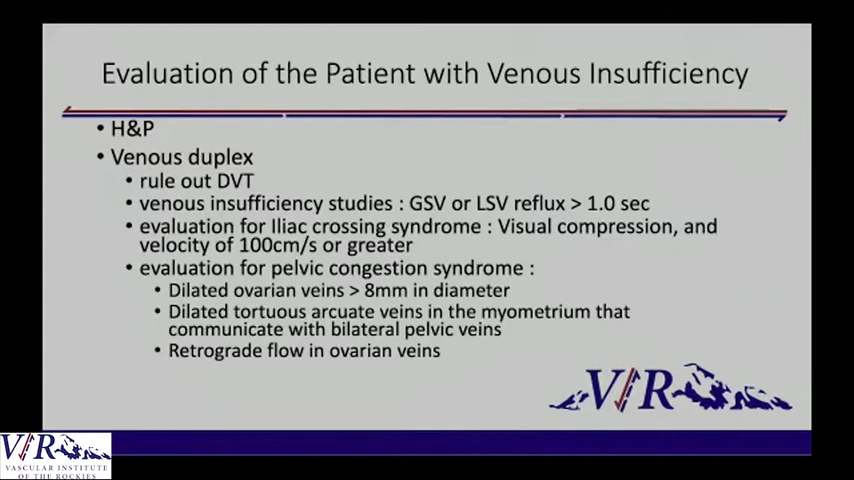 Evaluation of the Patient with Venous Insufficiency
• H&P
• Venous duplex
• rule out DVT
• venous insufficiency studies : GSV or LSV reflux > 1.0 sec
• evaluation for Iliac crossing syndrome : Visual compression, and
velocity of 100cm/s or greater
• evaluation for pelvic congestion syndrome :
• Dilated ovarian veins > 8mm in diameter
• Dilated tortuous arcuate veins in the myometrium that
communicate with bilateral pelvic veins
• Retrograde flow in ovarian veins
VIR
VIR
VASCULAR INSTITUTE
OF THE ROCKIES